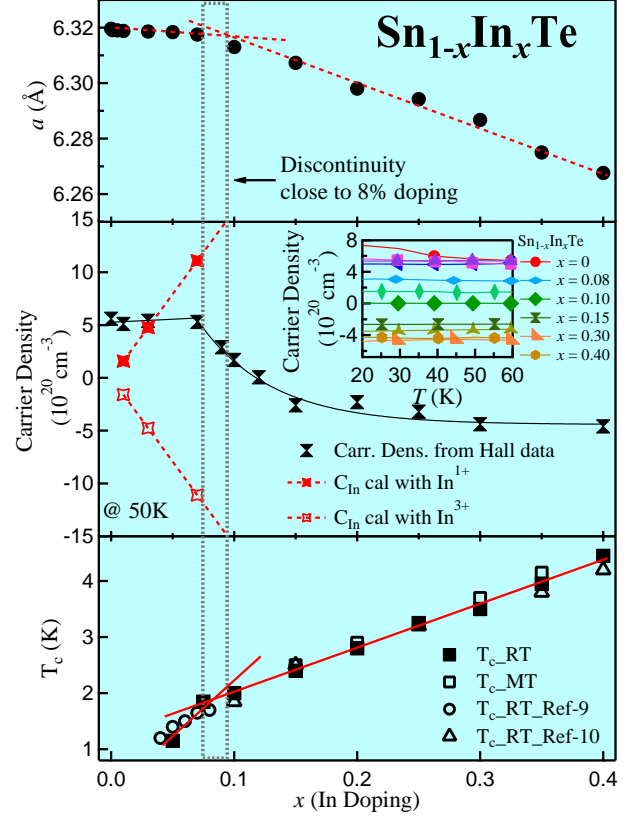 Sn1-xInxTe
6.32
6.30
6.28
6.26
a (Å)
Discontinuity
close to 8% doping
15
10
5
0
-5
-10
-15
Carrier Density
(10^20 cm^-3)
8
4
0
-4
Carrier Density
(10^20 cm^-3)
20
30
40
50
60
T (K)
Sn1-xInxTe
x = 0
x = 0.08
x = 0.10
x = 0.15
x = 0.30
x = 0.40
Carr. Dens. from Hall data
CIn cal with In^1+
CIn cal with In^3+
@ 50K
4
3
2
1
Tc (K)
Tc_RT
Tc_MT
Tc_RT_Ref-9
Tc_RT_Ref-10
0.0
0.1
0.2
0.3
0.4
x (In Doping)